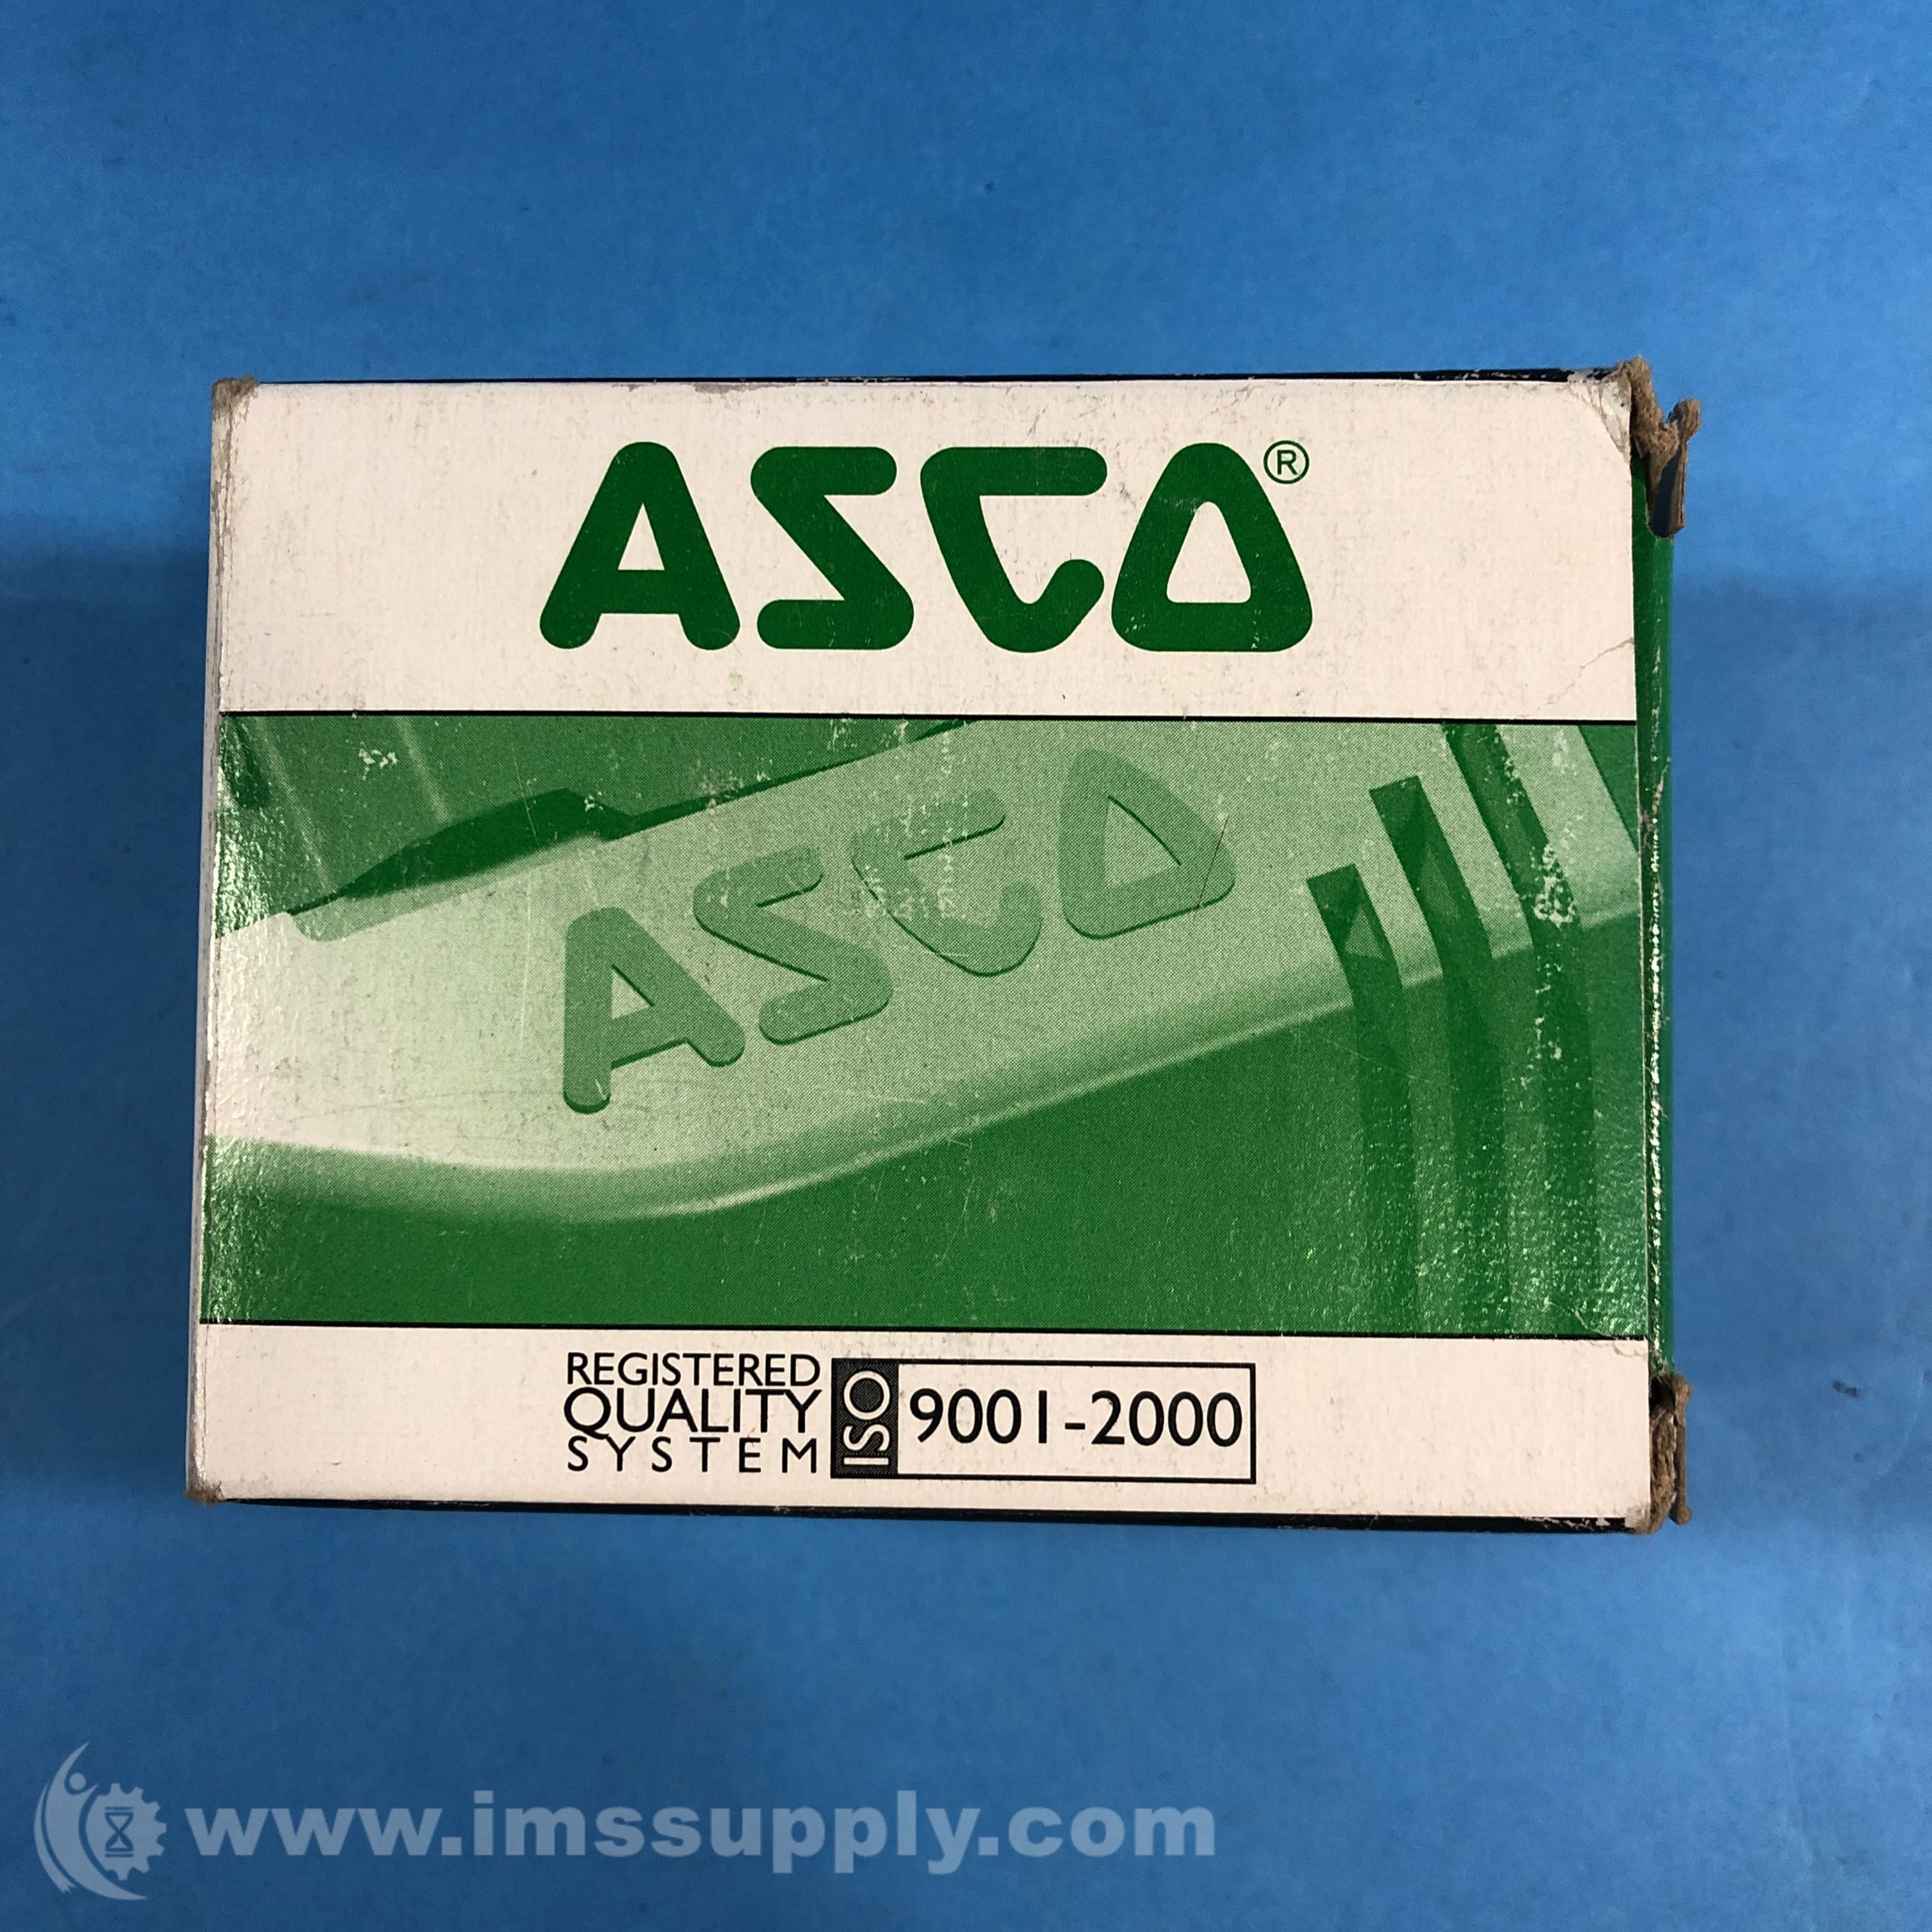 ASCO®
ASCO
REGISTERED
QUALITY
SYSTEM
ISO 9001-2000
www.imssupply.com